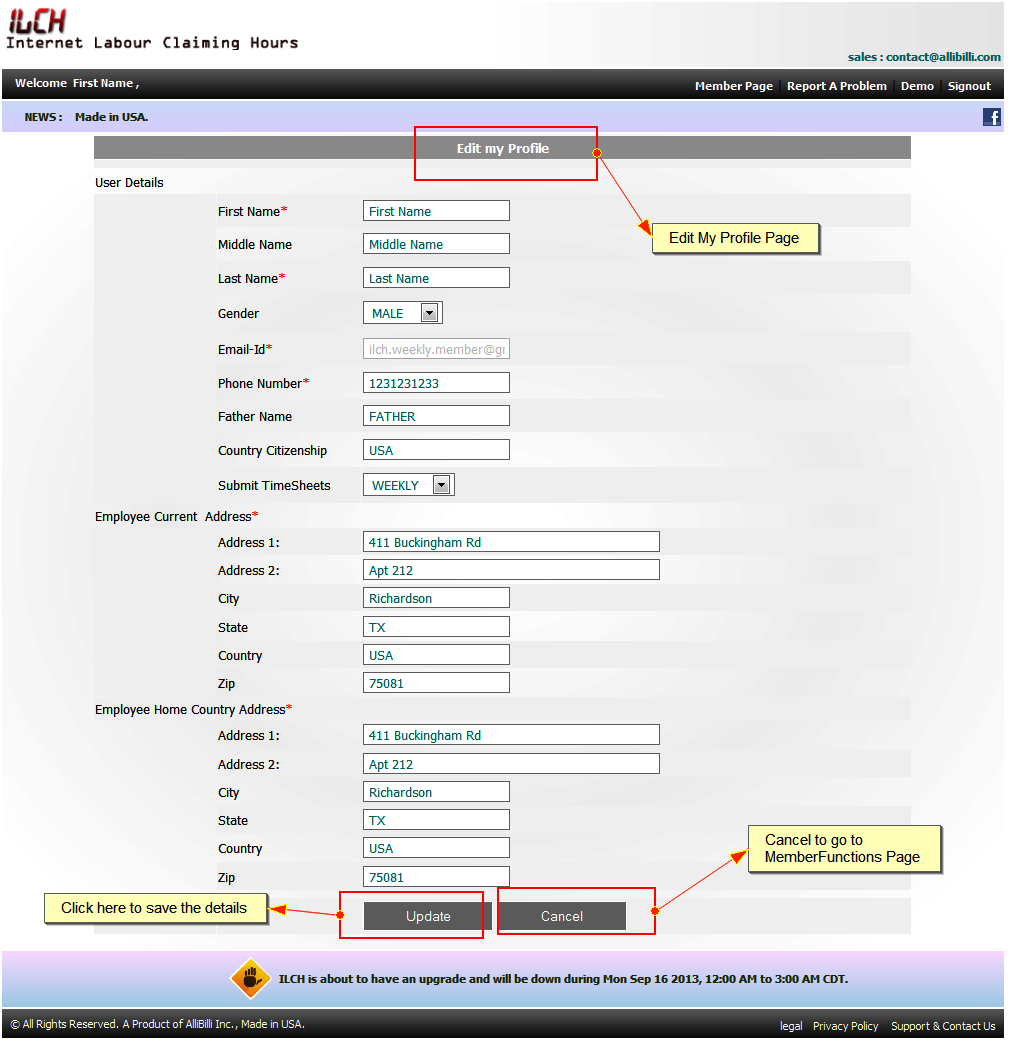 ILCH
Internet Labour Claiming Hours
sales : contact@allibilli.com
Welcome First Name ,
Member Page Report A Problem Demo Signout
NEWS : Made in USA.
f
Edit my Profile
User Details
First Name* First Name
Edit My Profile Page
Middle Name Middle Name
Last Name* Last Name
Gender MALE
Email-Id* ilch.weekly.member@gr
Phone Number* 1231231233
Father Name FATHER
Country Citizenship USA
Submit TimeSheets WEEKLY
Employee Current Address*
Address 1: 411 Buckingham Rd
Address 2: Apt 212
City Richardson
State TX
Country USA
Zip 75081
Employee Home Country Address*
Address 1: 411 Buckingham Rd
Address 2: Apt 212
City Richardson
State TX
Country USA
Cancel to go to
MemberFunctions Page
Zip 75081
Click here to save the details
Update Cancel
ILCH is about to have an upgrade and will be down during Mon Sep 16 2013, 12:00 AM to 3:00 AM CDT.
© All Rights Reserved. A Product of AlliBilli Inc., Made in USA.
legal Privacy Policy Support & Contact Us